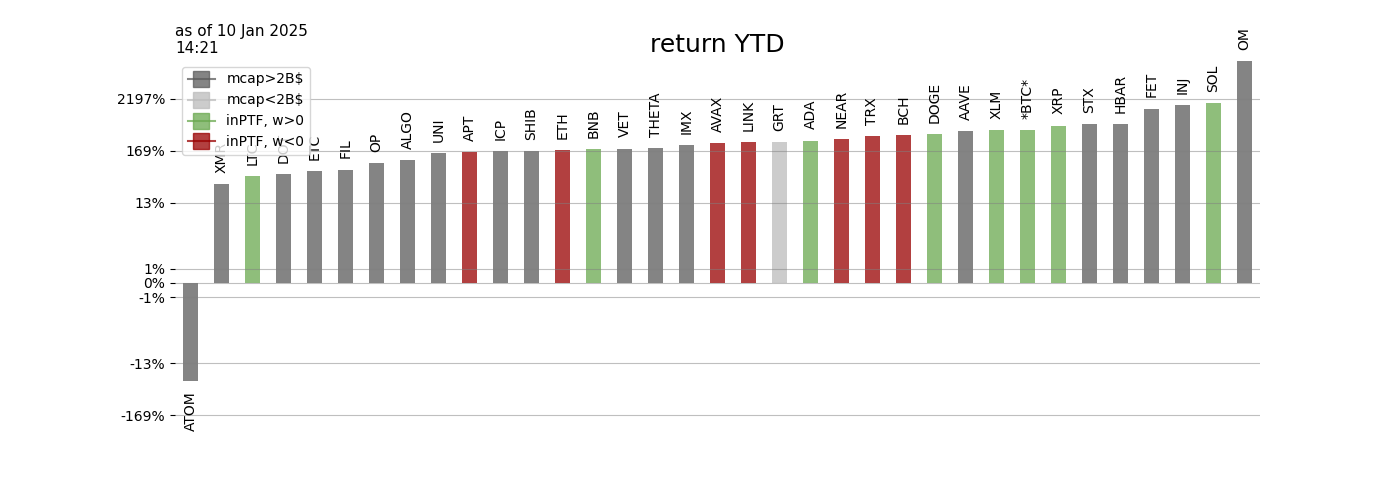 as of 10 Jan 2025
14:21
return YTD
mcap>2B$
mcap<2B$
inPTF, w>0
inPTF, w<0
2197%
169%
13%
1%
0%
-1%
-13%
-169%
ATOM
XMR
LTC
ETC
FIL
OP
ALGO
UNI
APT
ICP
SHIB
ETH
BNB
VET
THETA
IMX
AVAX
LINK
GRT
ADA
NEAR
TRX
BCH
DOGE
AAVE
XLM
*BTC*
XRP
STX
HBAR
FET
INJ
SOL
OM